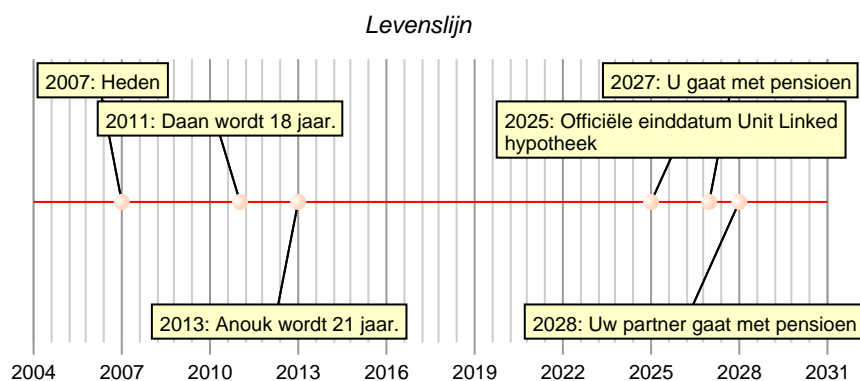 Levenslijn
2007: Heden
2027: U gaat met pensioen
2011: Daan wordt 18 jaar.
2025: Officiële einddatum Unit Linked
hypotheek
2013: Anouk wordt 21 jaar.
2028: Uw partner gaat met pensioen
2004 2007 2010 2013 2016 2019 2022 2025 2028 2031